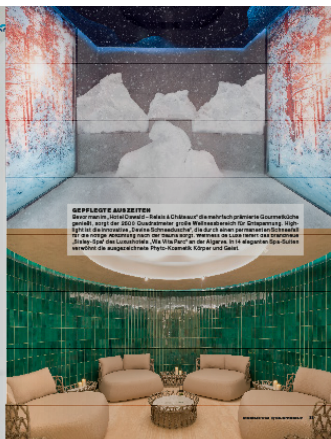 GEPFLEGTE AUSZEITEN
Bevor man im „Hotel Oswald – Relais & Châteaux“ die mehrfach prämierte Gourmetküche
genießt, sorgt der 2500 Quadratmeter große Wellnessbereich für Entspannung. High-
light ist die innovative „Desire Schneedusche“, die durch einen permanenten Schneefall
für die nötige Abkühlung nach der Sauna sorgt. Wellness de Luxe liefert das brandneue
„Sisley-Spa“ des Luxushotels „Vila Vita Parc“ an der Algarve. In 14 eleganten Spa-Suiten
verwöhnt die ausgezeichnete Phyto-Kosmetik Körper und Geist.